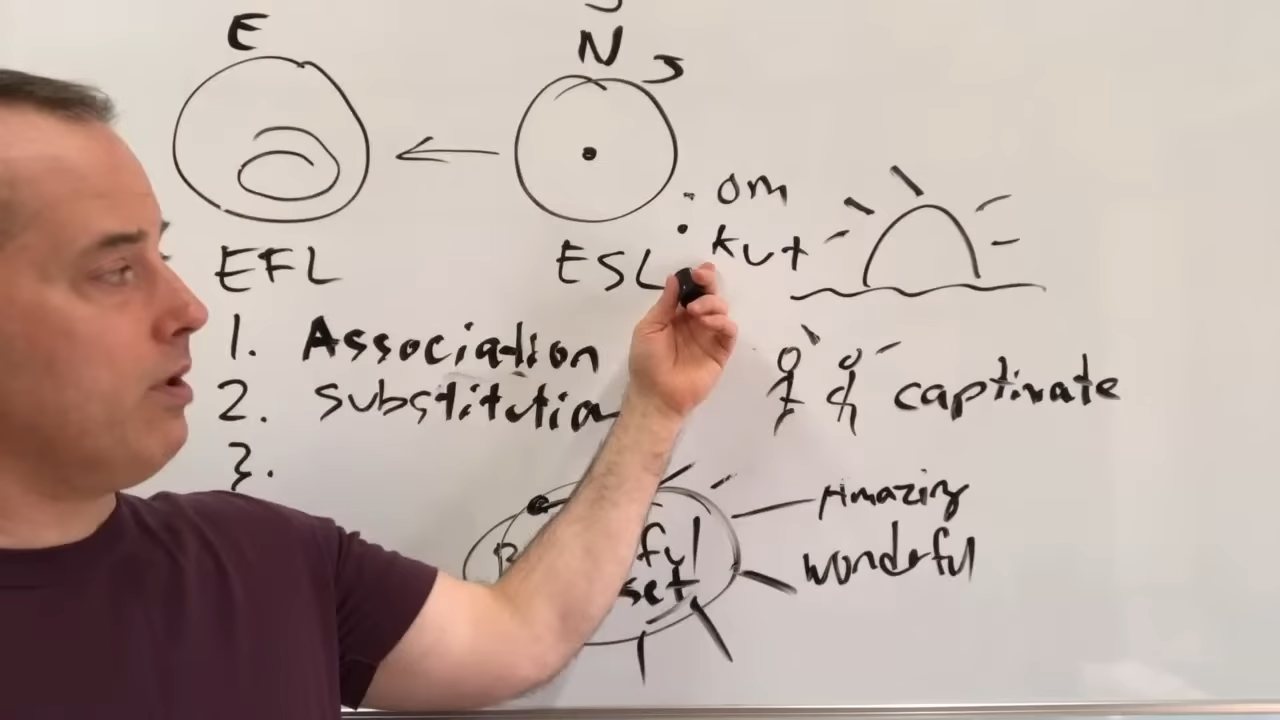 E
N
J
om
kut
EFL
ESL
1. Association
2. Substitution
3.
captivate
Amazing
wonderful